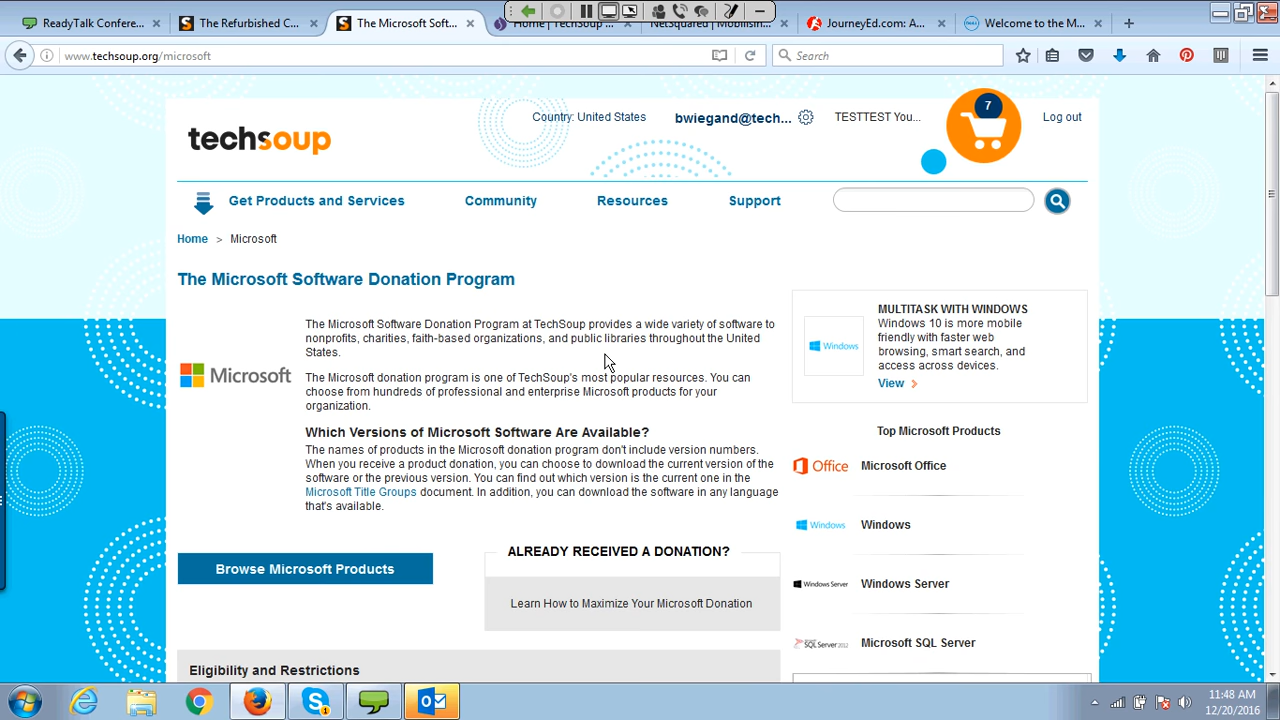 ReadyTalk Confere...
The Refurbished C...
The Microsoft Soft...
Home | TechSoup ...
NetSquared | Mobilisin...
JourneyEd.com: A...
Welcome to the M...
www.techsoup.org/microsoft
Search
Country: United States
bwiegand@tech...
TESTTEST You...
7
Log out
techsoup
Get Products and Services
Community
Resources
Support
Home > Microsoft
The Microsoft Software Donation Program
Microsoft
The Microsoft Software Donation Program at TechSoup provides a wide variety of software to
nonprofits, charities, faith-based organizations, and public libraries throughout the United
States.
The Microsoft donation program is one of TechSoup's most popular resources. You can
choose from hundreds of professional and enterprise Microsoft products for your
organization.
Which Versions of Microsoft Software Are Available?
The names of products in the Microsoft donation program don't include version numbers.
When you receive a product donation, you can choose to download the current version of the
software or the previous version. You can find out which version is the current one in the
Microsoft Title Groups document. In addition, you can download the software in any language
that's available.
Browse Microsoft Products
ALREADY RECEIVED A DONATION?
Learn How to Maximize Your Microsoft Donation
Eligibility and Restrictions
Windows
MULTITASK WITH WINDOWS
Windows 10 is more mobile
friendly with faster web
browsing, smart search, and
access across devices.
View
Top Microsoft Products
Office
Microsoft Office
Windows
Windows
Windows Server
Windows Server
SQL Server 2012
Microsoft SQL Server
11:48 AM
12/20/2016